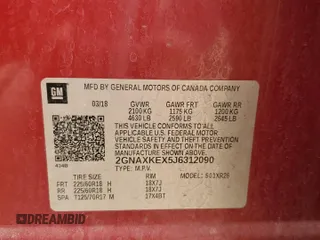 GM
MFD BY GENERAL MOTORS OF CANADA COMPANY
03/18 GVWR GAWR FRT GAWR RR
2100 KG 1175 KG 1200 KG
4630 LB 2590 LB 2645 LB
THIS VEHICLE CONFORMS TO ALL APPLICABLE
U.S. FEDERAL MOTOR VEHICLE SAFETY, BUMPER, AND
THEFT PREVENTION STANDARDS IN EFFECT ON THE
DATE OF MANUFACTURE SHOWN ABOVE.
2GNAXKEX5J6312090
TYPE: M.P.V.
TIRE SIZE RIM
FRT 225/60R18 H 18X7J
RR 225/60R18 H 18X7J
SPA T125/70R17 M 17X4BT
DREAMBID